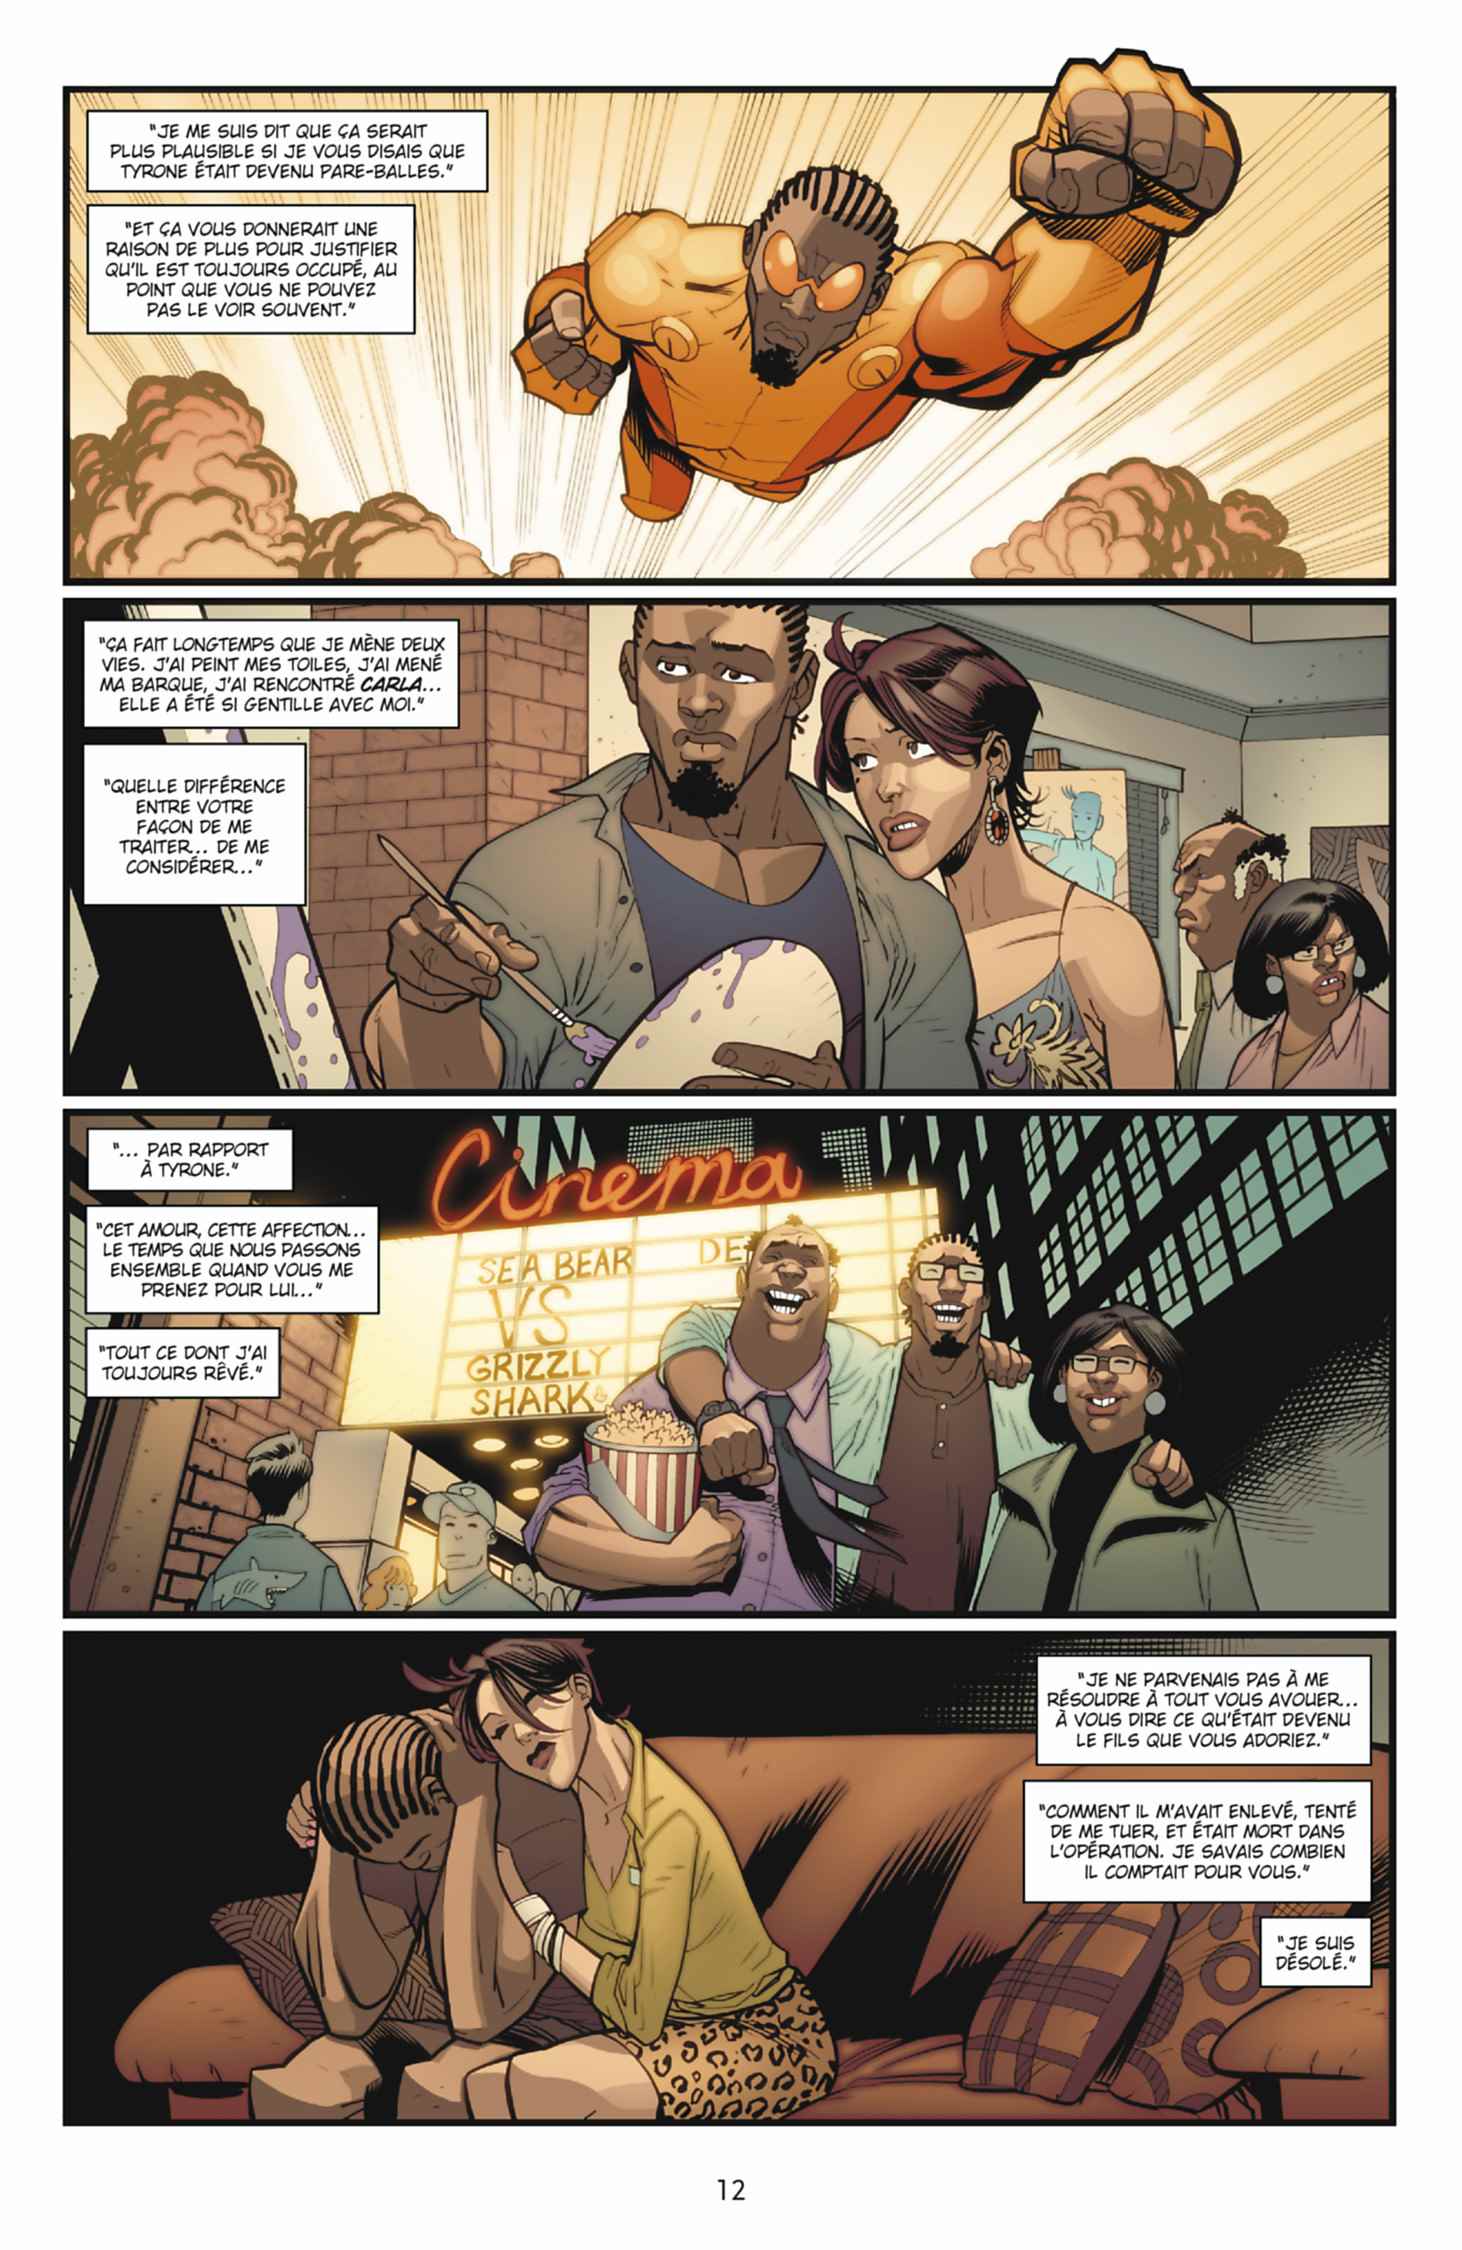 "JE ME SUIS DIT QUE ÇA SERAIT
PLUS PLAUSIBLE SI JE VOUS DISAIS QUE
TYRONE ÉTAIT DEVENU PARE-BALLES."
"ET ÇA VOUS DONNERAIT UNE
RAISON DE PLUS POUR JUSTIFIER
QU'IL EST TOUJOURS OCCUPÉ, AU
POINT QUE VOUS NE POUVEZ
PAS LE VOIR SOUVENT."
"ÇA FAIT LONGTEMPS QUE JE MÈNE DEUX
VIES. J'AI PEINT MES TOILES, J'AI MENÉ
MA BARQUE, J'AI RENCONTRÉ CARLA...
ELLE A ÉTÉ SI GENTILLE AVEC MOI."
"QUELLE DIFFÉRENCE
ENTRE VOTRE
FAÇON DE ME
TRAITER... DE ME
CONSIDÉRER..."
"... PAR RAPPORT
À TYRONE."
"CET AMOUR, CETTE AFFECTION...
LE TEMPS QUE NOUS PASSONS
ENSEMBLE QUAND VOUS ME
PRENEZ POUR LUI..."
"TOUT CE DONT J'AI
TOUJOURS RÊVÉ."
Cinema
SEA BEAR DE
VS
GRIZZLY
SHARK
"JE NE PARVENAIS PAS À ME
RÉSOUDRE À TOUT VOUS AVOUER...
À VOUS DIRE CE QU'ÉTAIT DEVENU
LE FILS QUE VOUS ADORIEZ."
"COMMENT IL M'AVAIT ENLEVÉ, TENTÉ
DE ME TUER, ET ÉTAIT MORT DANS
L'OPÉRATION. JE SAVAIS COMBIEN
IL COMPTAIT POUR VOUS."
"JE SUIS
DÉSOLÉ."
12